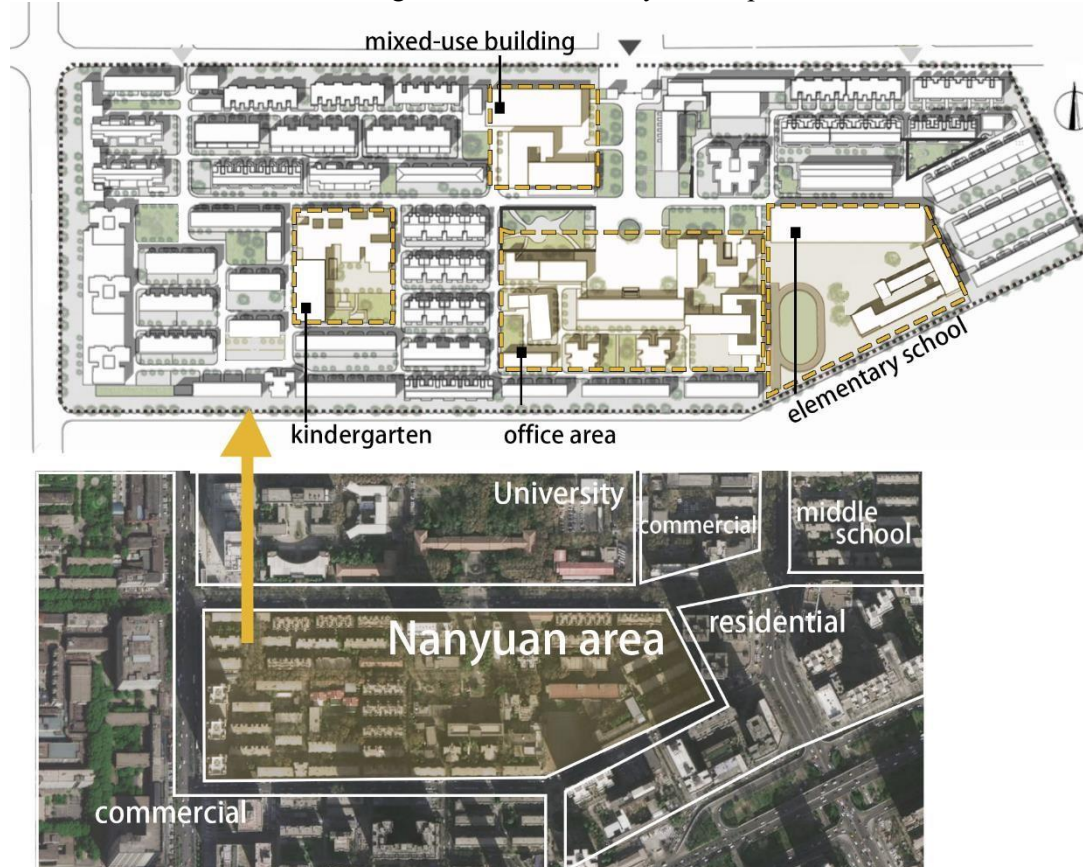 mixed-use building
kindergarten
office area
elementary school
University
commercial
middle
school
Nanyuan area
residential
commercial